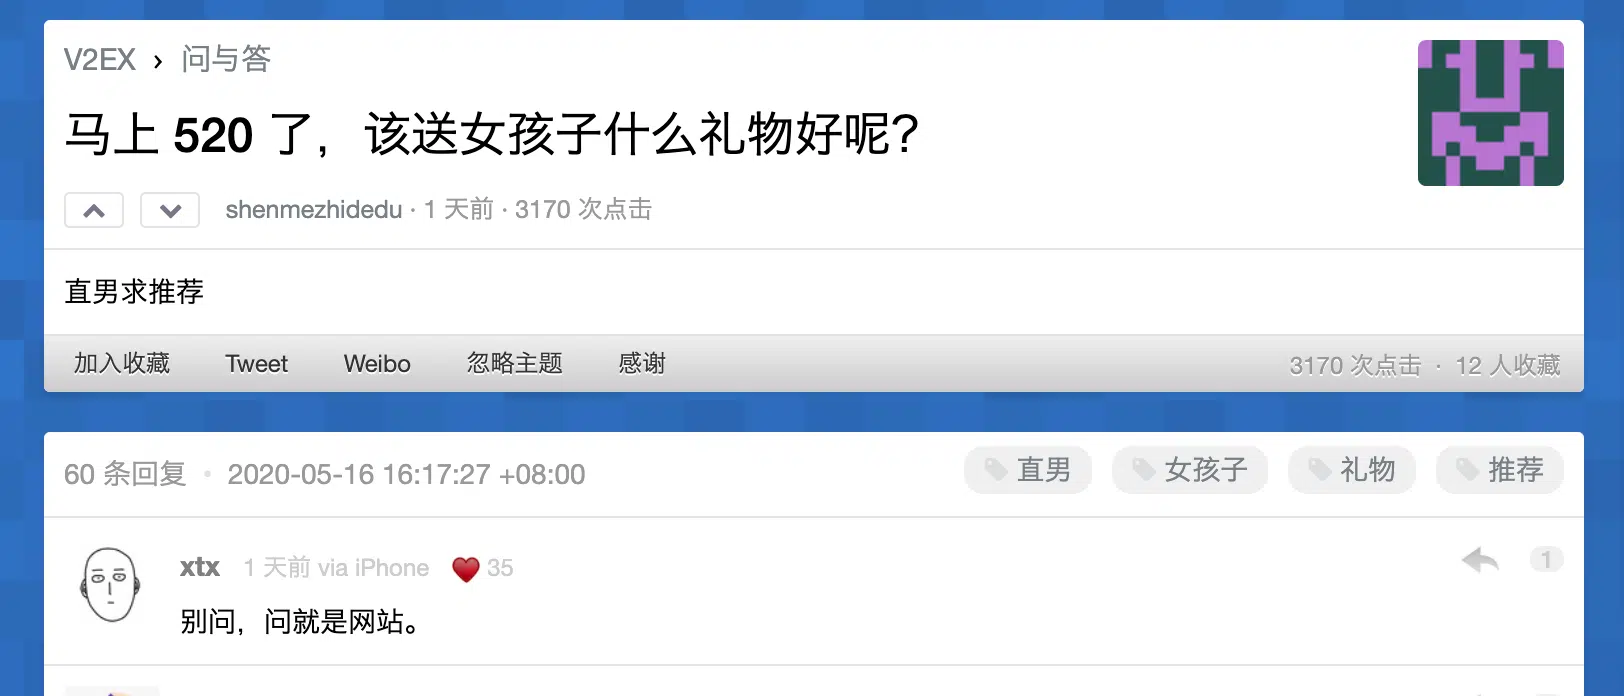 V2EX › 问与答
马上 520 了，该送女孩子什么礼物好呢？
shenmezhidedu · 1 天前 · 3170 次点击
直男求推荐
加入收藏 Tweet Weibo 忽略主题 感谢 3170 次点击 · 12 人收藏
60 条回复 • 2020-05-16 16:17:27 +08:00 直男 女孩子 礼物 推荐
xtx 1 天前 via iPhone ❤️ 35 1
别问，问就是网站。